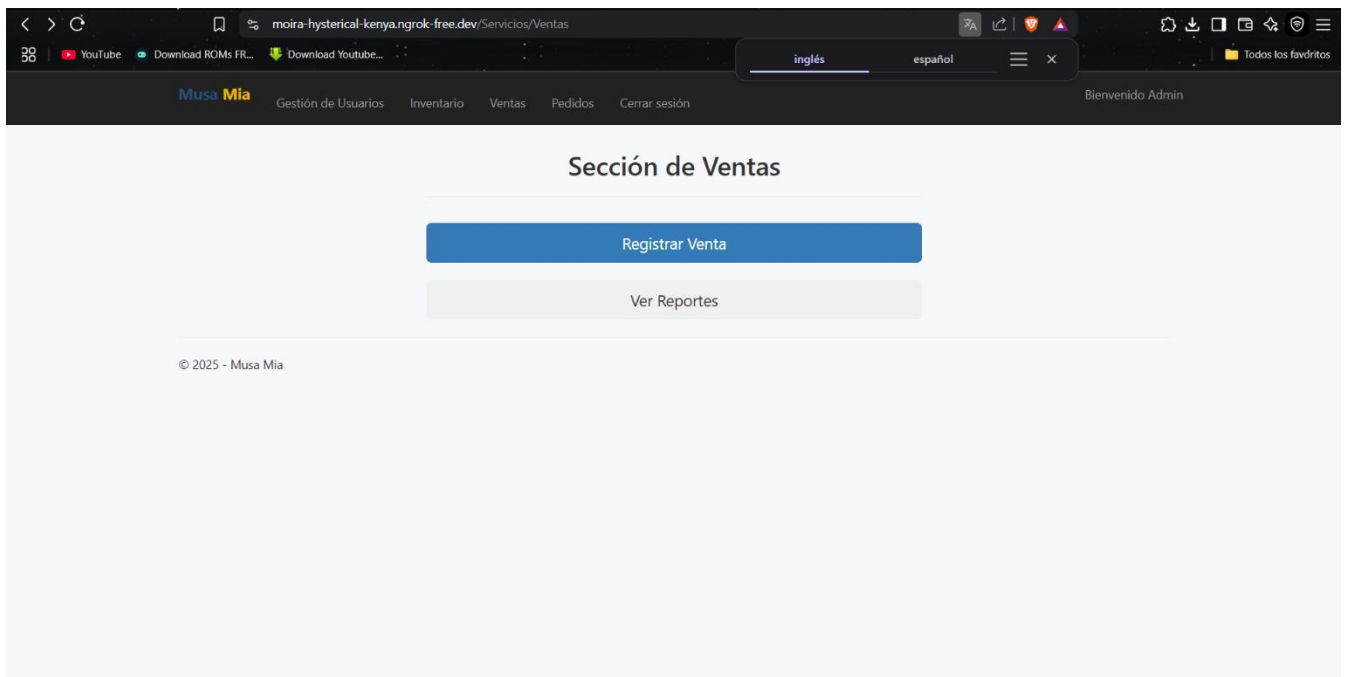 moira-hysterical-kenya.ngrok-free.dev/Servicios/Ventas
YouTube Download ROMs FR... Download Youtube... Todos los favoritos
inglés español
Musa Mia Gestión de Usuarios Inventario Ventas Pedidos Cerrar sesión Bienvenido Admin
Sección de Ventas
Registrar Venta
Ver Reportes
© 2025 - Musa Mia